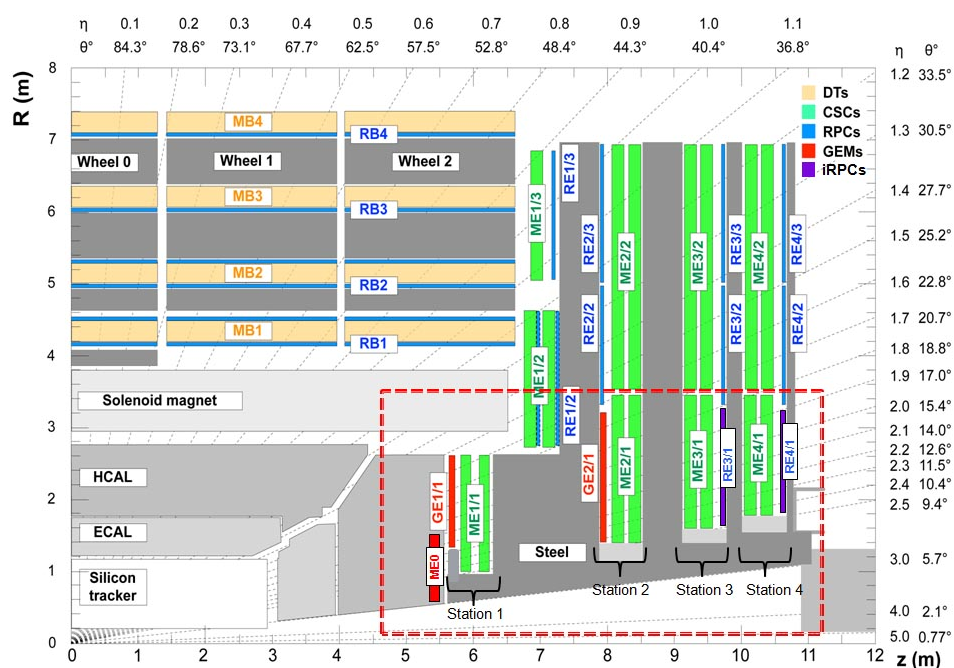 η 0.1 0.2 0.3 0.4 0.5 0.6 0.7 0.8 0.9 1.0 1.1
θ° 84.3° 78.6° 73.1° 67.7° 62.5° 57.5° 52.8° 48.4° 44.3° 40.4° 36.8°
η θ°
R (m)
8
7
6
5
4
3
2
1
0
1.2 33.5°
1.3 30.5°
1.4 27.7°
1.5 25.2°
1.6 22.8°
1.7 20.7°
1.8 18.8°
1.9 17.0°
2.0 15.4°
2.1 14.0°
2.2 12.6°
2.3 11.5°
2.4 10.4°
2.5 9.4°
3.0 5.7°
4.0 2.1°
5.0 0.77°
DTs
CSCs
RPCs
GEMs
iRPCs
MB4
RB4
Wheel 0
Wheel 1
Wheel 2
MB3
RB3
MB2
RB2
MB1
RB1
ME1/3
RE1/3
RE2/3
ME2/2
ME3/2
RE3/3
ME4/2
RE4/3
RE2/2
RE3/2
RE4/2
ME1/2
RE1/2
Solenoid magnet
HCAL
ECAL
Silicon
tracker
GE1/1
ME1/1
ME0
GE2/1
ME2/1
ME3/1
RE3/1
ME4/1
RE4/1
Steel
Station 1
Station 2
Station 3
Station 4
0 1 2 3 4 5 6 7 8 9 10 11 12
z (m)